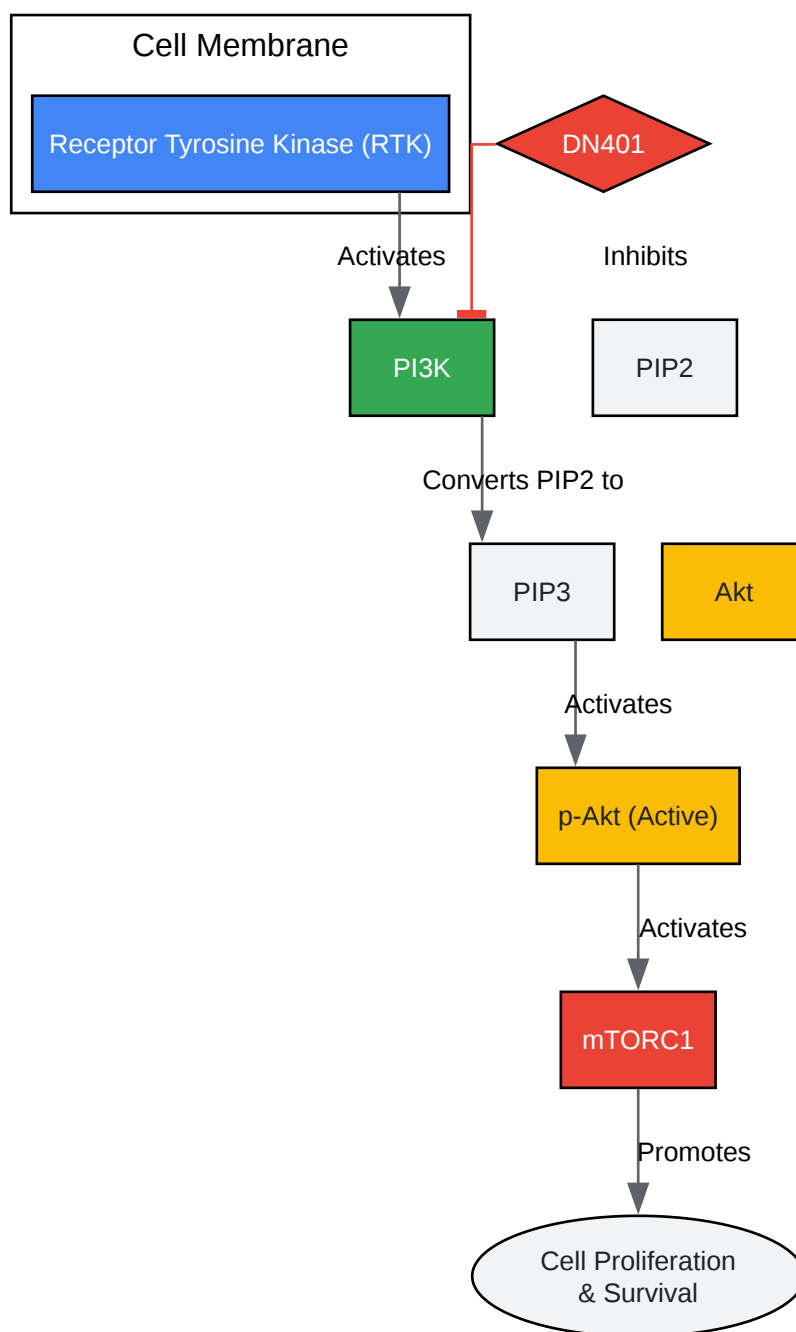 Cell Membrane
Receptor Tyrosine Kinase (RTK)
DN401
Activates
Inhibits
PI3K
PIP2
Converts PIP2 to
PIP3
Akt
Activates
p-Akt (Active)
Activates
mTORC1
Promotes
Cell Proliferation
& Survival